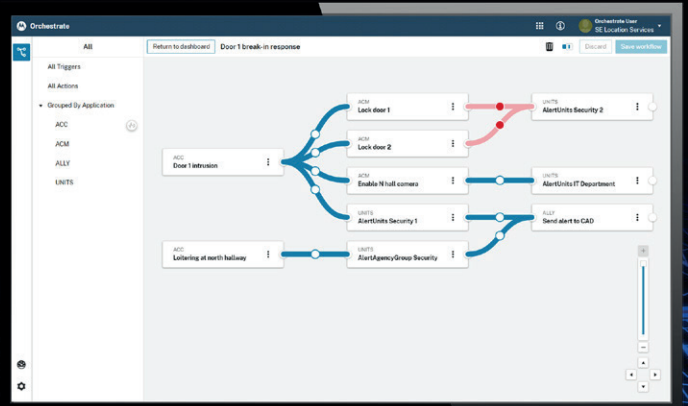 Orchestrate
Orchestrate User
SE Location Services
All
Return to dashboard
Door 1 break-in response
Discard
Save workflow
All Triggers
All Actions
Grouped By Application
ACC
ACM
ALLY
UNITS
ACM
Lock door 1
UNITS
AlertUnits Security 2
ACM
Lock door 2
ACC
Door 1 intrusion
ACM
Enable N hall camera
UNITS
AlertUnits IT Department
UNITS
AlertUnits Security 1
ALLY
Send alert to CAD
ACC
Loitering at north hallway
UNITS
AlertAgencyGroup Security